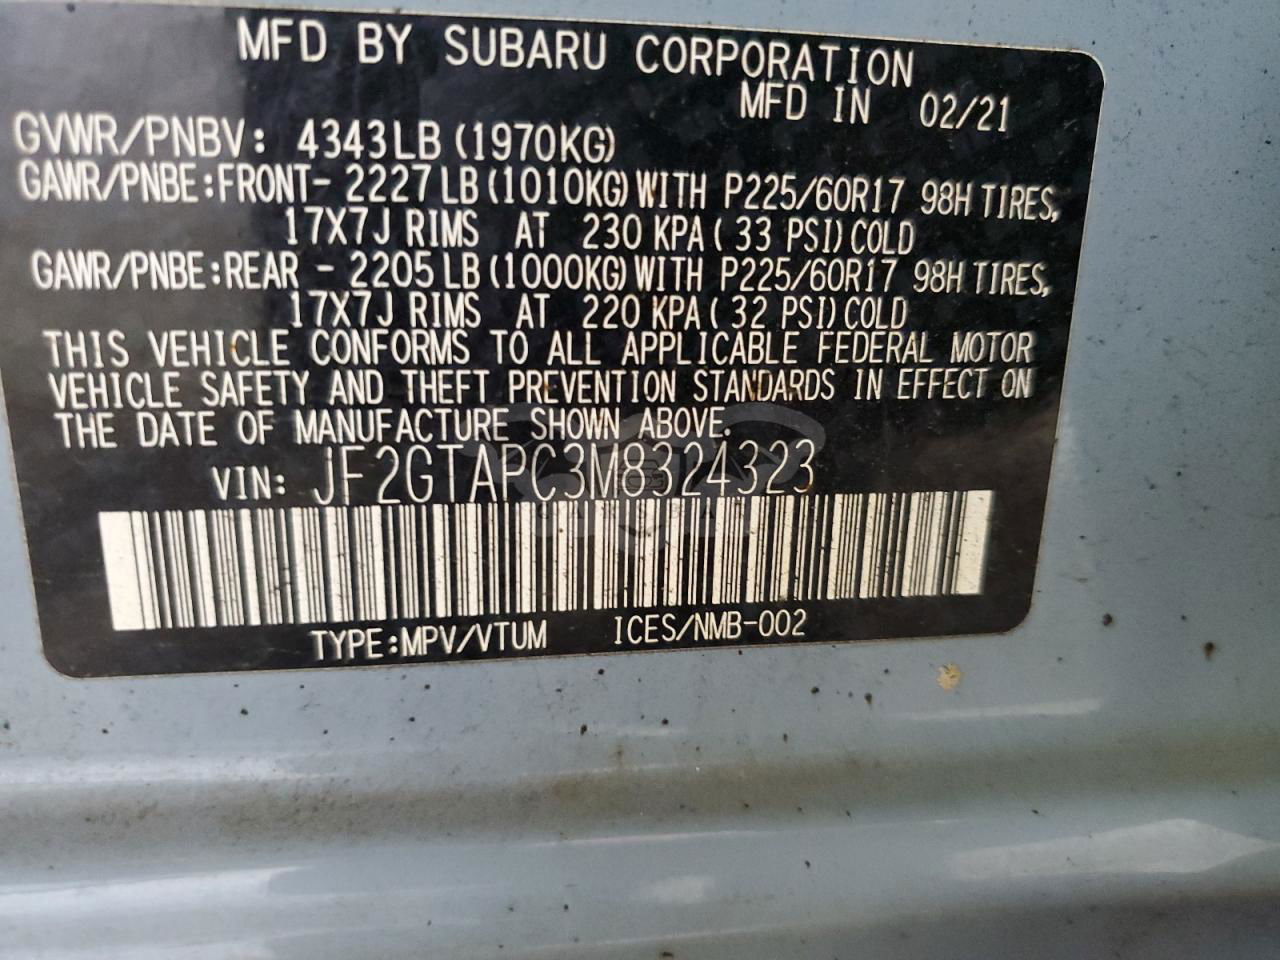 MFD BY SUBARU CORPORATION
MFD IN 02/21
GVWR/PNBV: 4343LB (1970KG)
GAWR/PNBE:FRONT- 2227LB (1010KG) WITH P225/60R17 98H TIRES,
17X7J RIMS AT 230 KPA ( 33 PSI) COLD
GAWR/PNBE:REAR - 2205LB (1000KG) WITH P225/60R17 98H TIRES,
17X7J RIMS AT 220 KPA ( 32 PSI) COLD
THIS VEHICLE CONFORMS TO ALL APPLICABLE FEDERAL MOTOR
VEHICLE SAFETY AND THEFT PREVENTION STANDARDS IN EFFECT ON
THE DATE OF MANUFACTURE SHOWN ABOVE.
VIN: JF2GTAPC3M8324323
TYPE:MPV/VTUM ICES/NMB-002